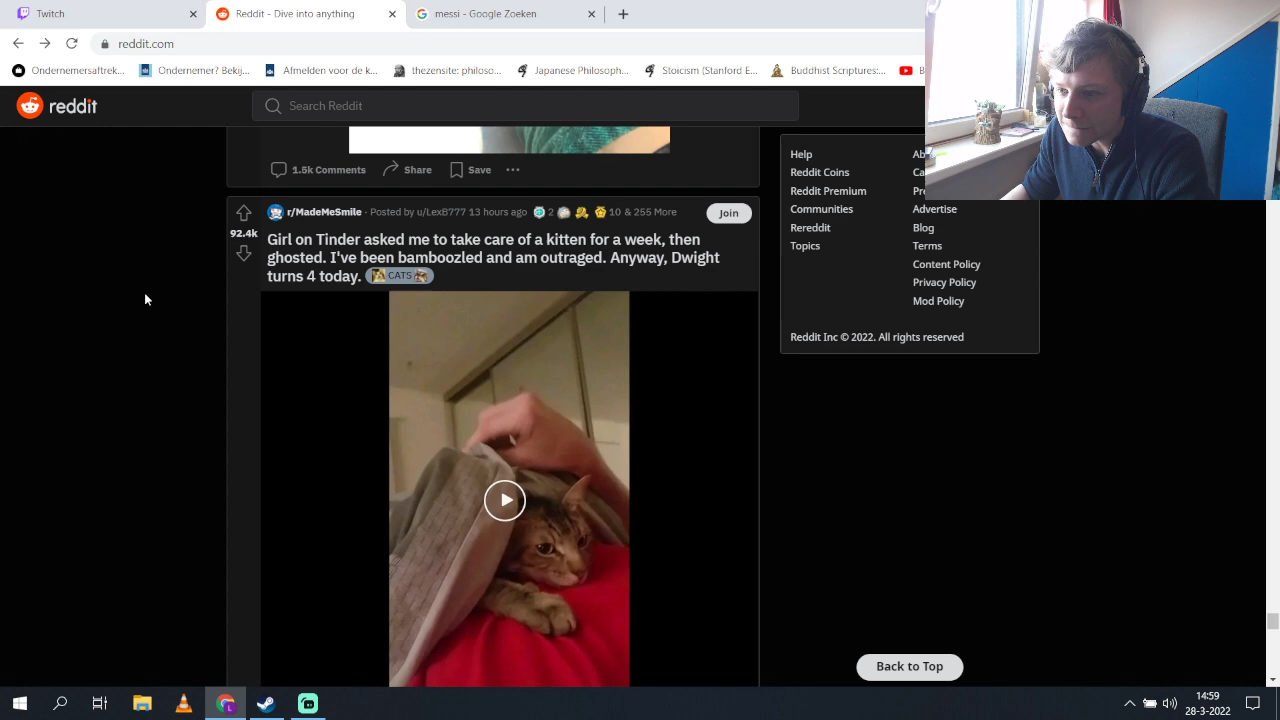 Twitch
Reddit - Dive into anything
messi - Google Zoeken
reddit.com
Ondernemersaftrek...
Ondernemer? Bekij...
Afmelden voor de k...
thezensite: philoso...
Japanese Philosoph...
Stoicism (Stanford E...
Buddhist Scriptures:...
reddit
Search Reddit
1.5k Comments
Share
Save
Help
Reddit Coins
Reddit Premium
Communities
Rereddit
Topics
Advertise
Blog
Terms
Content Policy
Privacy Policy
Mod Policy
Reddit Inc © 2022. All rights reserved
92.4k
r/MadeMeSmile · Posted by u/LexB777 13 hours ago 2 10 & 255 More
Join
Girl on Tinder asked me to take care of a kitten for a week, then
ghosted. I've been bamboozled and am outraged. Anyway, Dwight
turns 4 today. CATS
Back to Top
14:59
28-3-2022